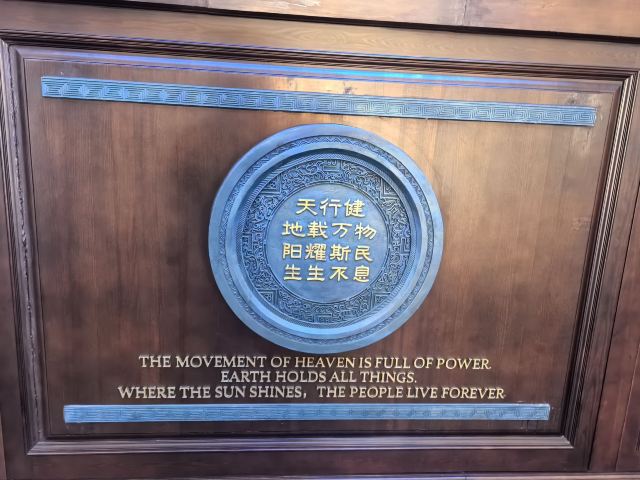 天行健
地载万物
阳耀斯民
生生不息
THE MOVEMENT OF HEAVEN IS FULL OF POWER.
EARTH HOLDS ALL THINGS.
WHERE THE SUN SHINES, THE PEOPLE LIVE FOREVER